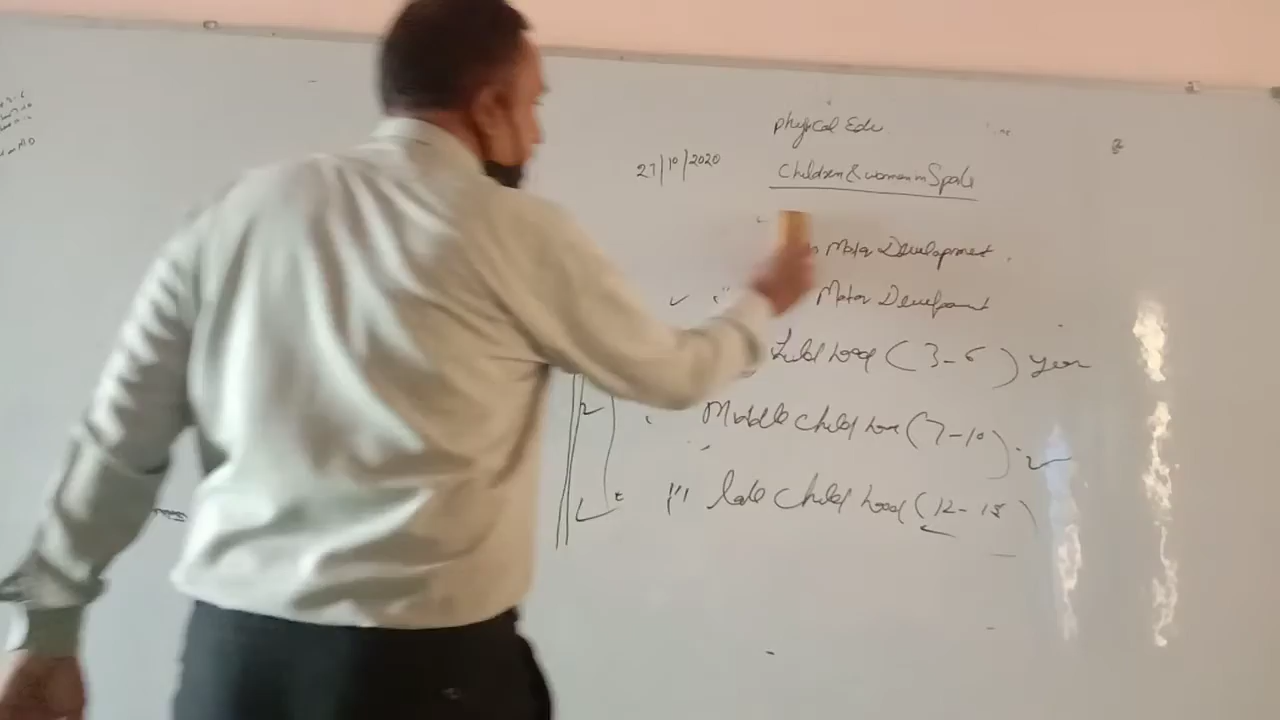 physical Edu
27/10/2020
Children & women in Sports
Motor Development
Motor Development
child hood (3-6) year
Middle child hood (7-10)
late child hood (12-18)